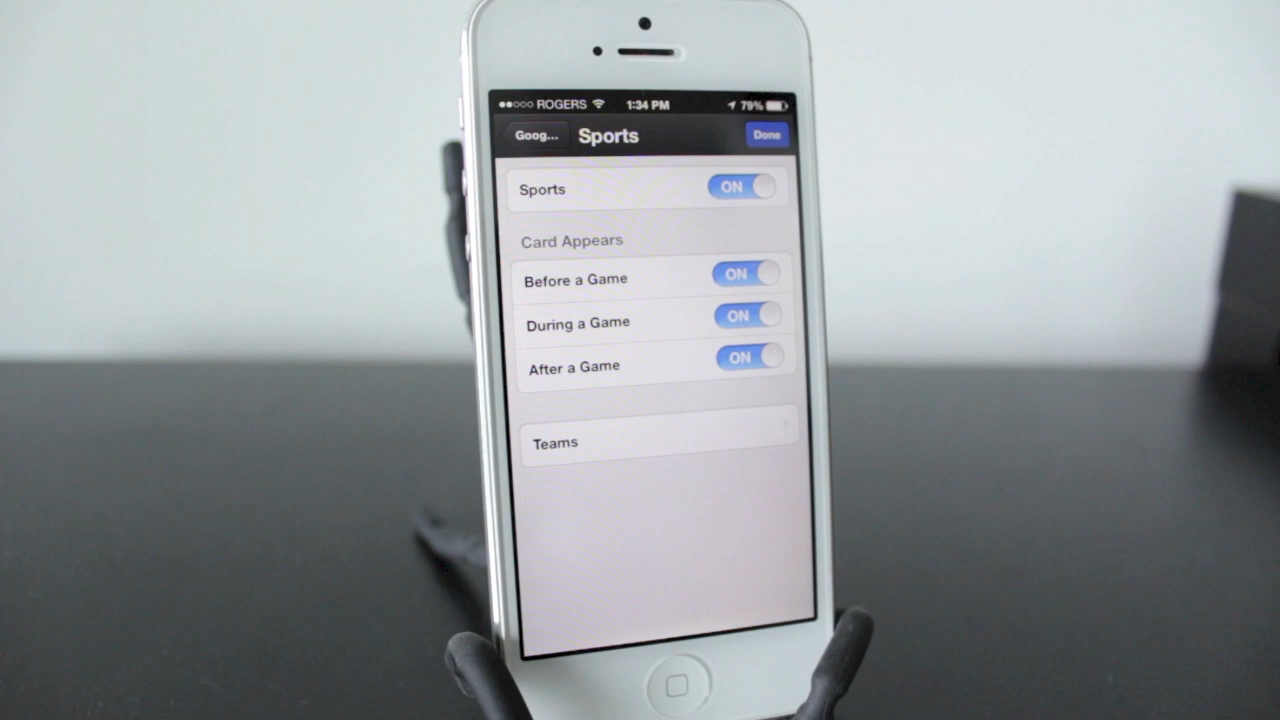 ROGERS 1:34 PM 79%
Goog... Sports Done
Sports ON
Card Appears
Before a Game ON
During a Game ON
After a Game ON
Teams